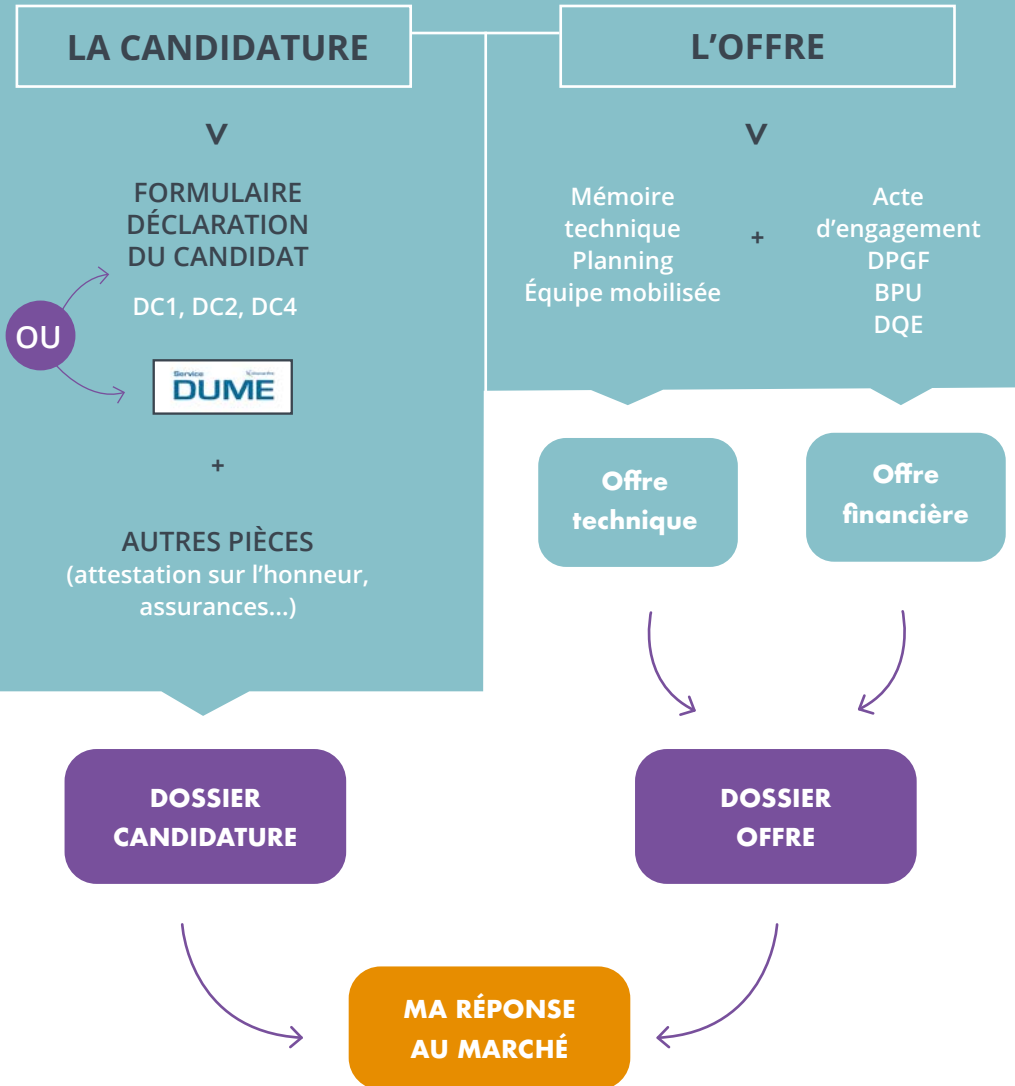 LA CANDIDATURE
V
FORMULAIRE
DÉCLARATION
DU CANDIDAT
DC1, DC2, DC4
OU
Service
DUME
+
AUTRES PIÈCES
(attestation sur l'honneur,
assurances...)
L'OFFRE
V
Mémoire
technique
Planning
Équipe mobilisée
+
Acte
d'engagement
DPGF
BPU
DQE
Offre
technique
Offre
financière
DOSSIER
CANDIDATURE
DOSSIER
OFFRE
MA RÉPONSE
AU MARCHÉ